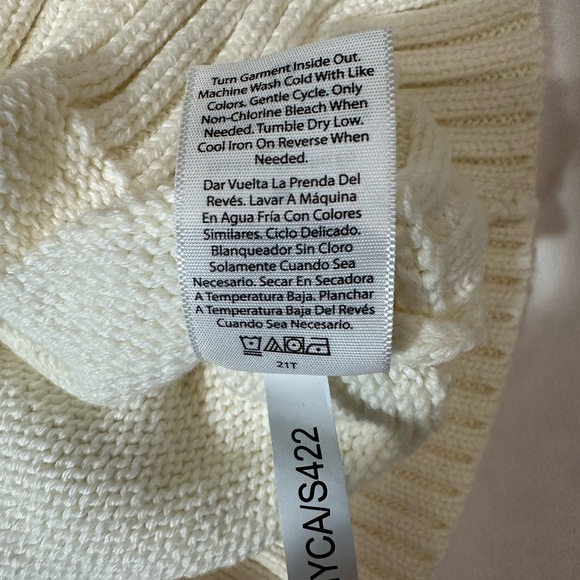 Turn Garment Inside Out.
Machine Wash Cold With Like
Colors. Gentle Cycle. Only
Non-Chlorine Bleach When
Needed. Tumble Dry Low.
Cool Iron On Reverse When
Needed.
Dar Vuelta La Prenda Del
Revés. Lavar A Máquina
En Agua Fría Con Colores
Similares. Ciclo Delicado.
Blanqueador Sin Cloro
Solamente Cuando Sea
Necesario. Secar En Secadora
A Temperatura Baja. Planchar
A Temperatura Baja Del Revés
Cuando Sea Necesario.
21T
YCA/S422